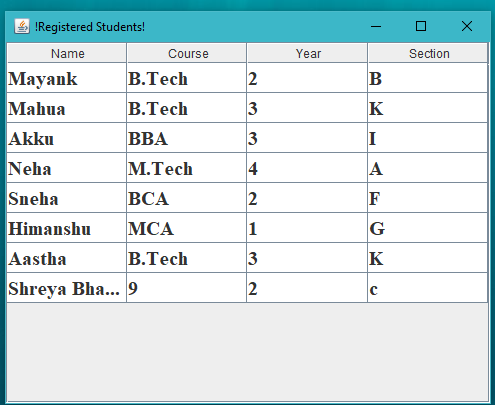 !Registered Students!
Name Course Year Section
Mayank B.Tech 2 B
Mahua B.Tech 3 K
Akku BBA 3 I
Neha M.Tech 4 A
Sneha BCA 2 F
Himanshu MCA 1 G
Aastha B.Tech 3 K
Shreya Bha... 9 2 c